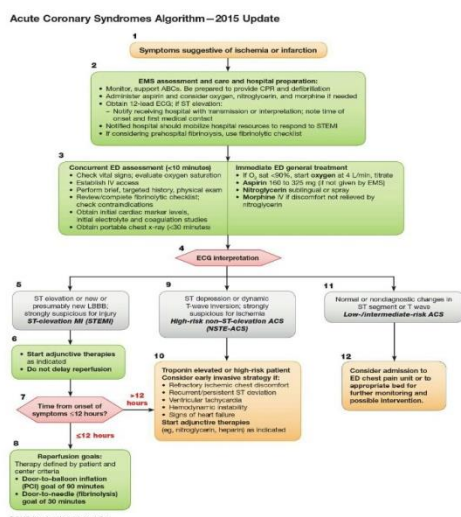 Acute Coronary Syndromes Algorithm—2015 Update
1
Symptoms suggestive of ischemia or infarction
2
EMS assessment and care and hospital preparation:
• Monitor, support ABCs. Be prepared to provide CPR and defibrillation
• Administer aspirin and consider oxygen, nitroglycerin, and morphine if needed
• Obtain 12-lead ECG; if ST elevation:
– Notify receiving hospital with transmission or interpretation; note time of
onset and first medical contact
• Notified hospital should mobilize hospital resources to respond to STEMI
• If considering prehospital fibrinolysis, use fibrinolytic checklist
3
Concurrent ED assessment (<10 minutes)
• Check vital signs; evaluate oxygen saturation
• Establish IV access
• Perform brief, targeted history, physical exam
• Review/complete fibrinolytic checklist;
check contraindications
• Obtain initial cardiac marker levels,
initial electrolyte and coagulation studies
• Obtain portable chest x-ray (<30 minutes)
Immediate ED general treatment
• If O₂ sat <90%, start oxygen at 4 L/min, titrate
• Aspirin 160 to 325 mg (if not given by EMS)
• Nitroglycerin sublingual or spray
• Morphine IV if discomfort not relieved by
nitroglycerin
4
ECG interpretation
5
ST elevation or new or
presumably new LBBB;
strongly suspicious for injury
ST-elevation MI (STEMI)
9
ST depression or dynamic
T-wave inversion; strongly
suspicious for ischemia
High-risk non–ST-elevation ACS
(NSTE-ACS)
11
Normal or nondiagnostic changes in
ST segment or T wave
Low-/intermediate-risk ACS
6
• Start adjunctive therapies
as indicated
• Do not delay reperfusion
10
Troponin elevated or high-risk patient
Consider early invasive strategy if:
• Refractory ischemic chest discomfort
• Recurrent/persistent ST deviation
• Ventricular tachycardia
• Hemodynamic instability
• Signs of heart failure
Start adjunctive therapies
(eg, nitroglycerin, heparin) as indicated
12
Consider admission to
ED chest pain unit or to
appropriate bed for
further monitoring and
possible intervention.
7
Time from onset of
symptoms ≤12 hours?
>12
hours
≤12 hours
8
Reperfusion goals:
Therapy defined by patient and
center criteria
• Door-to-balloon inflation
(PCI) goal of 90 minutes
• Door-to-needle (fibrinolysis)
goal of 30 minutes